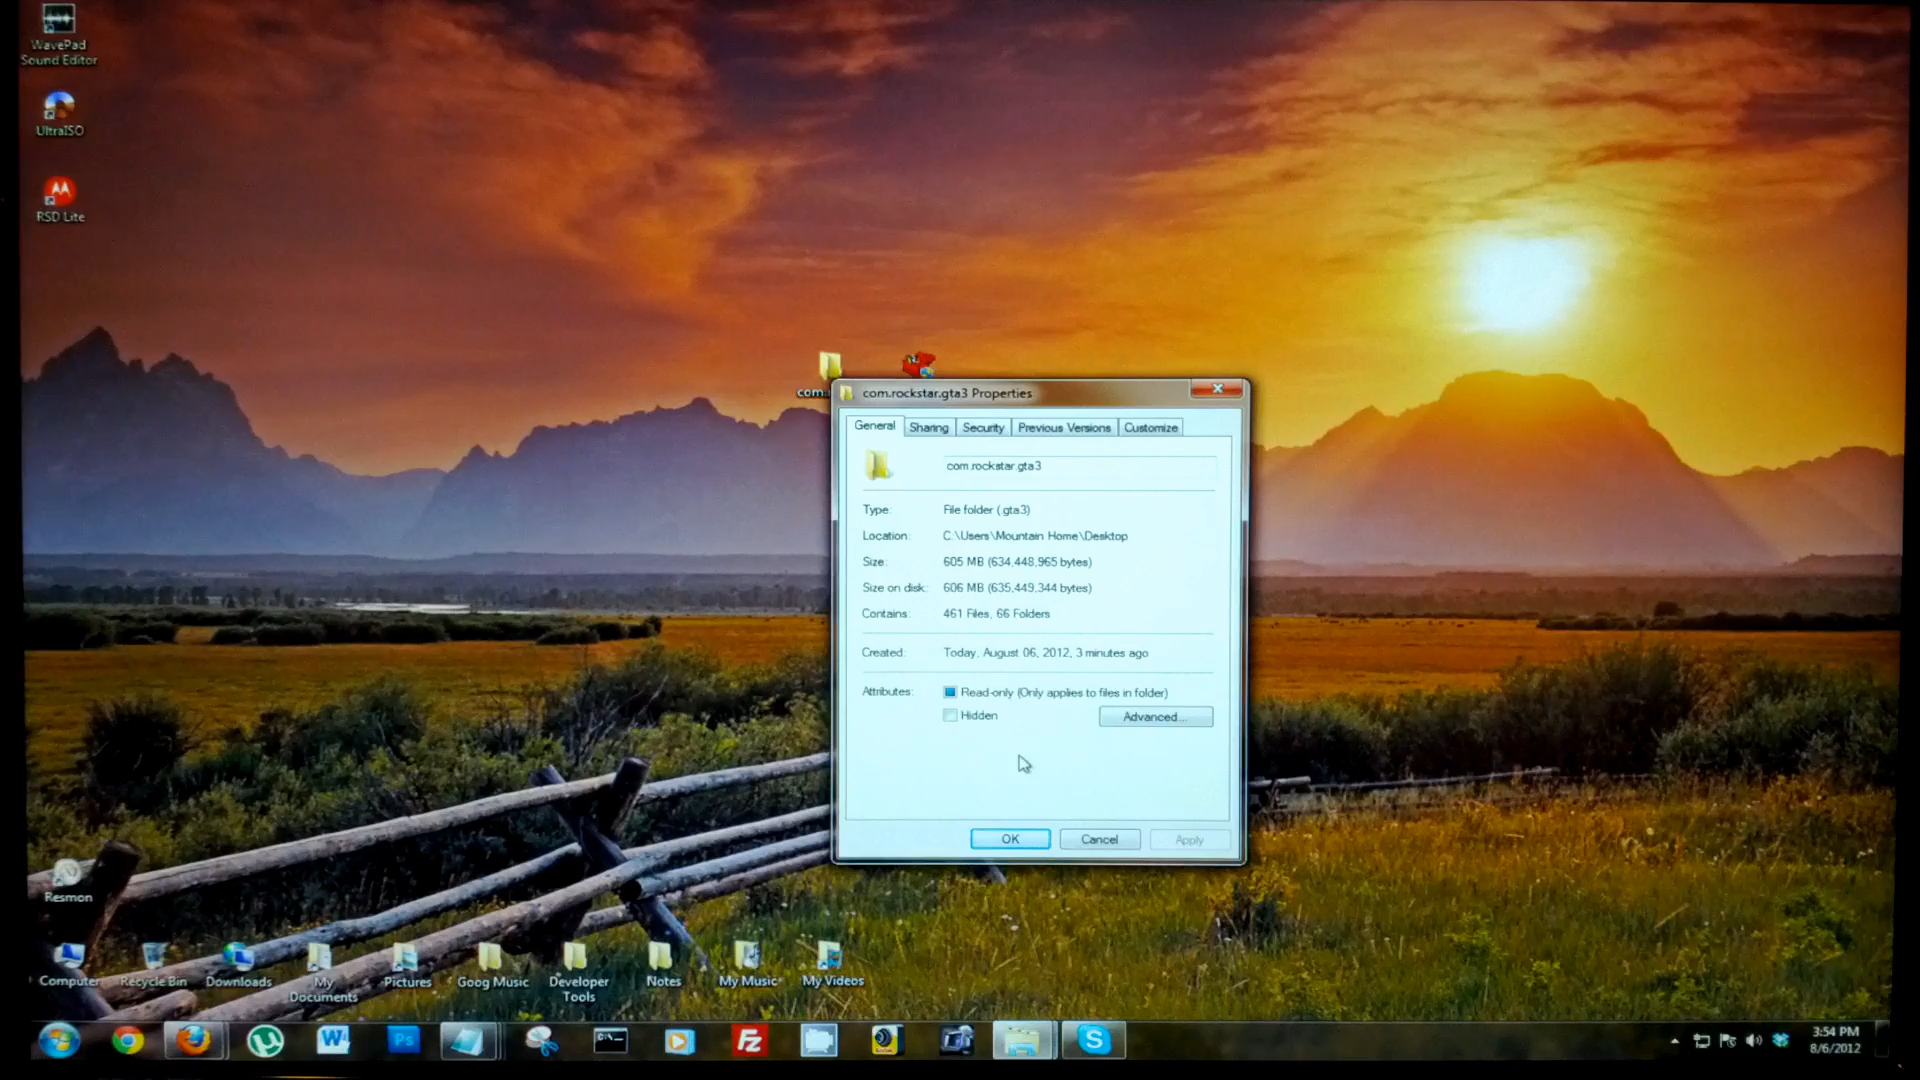 WavePad
Sound Editor
UltraISO
RSD Lite
com.
com.rockstar.gta3 Properties
General
Sharing
Security
Previous Versions
Customize
com.rockstar.gta3
Type: File folder (.gta3)
Location: C:\Users\Mountain Home\Desktop
Size: 605 MB (634,448,965 bytes)
Size on disk: 606 MB (635,449,344 bytes)
Contains: 461 Files, 66 Folders
Created: Today, August 06, 2012, 3 minutes ago
Attributes: Read-only (Only applies to files in folder)
Hidden
Advanced...
OK
Cancel
Apply
Resmon
Computer
Recycle Bin
Downloads
My
Documents
Pictures
Goog Music
Developer
Tools
Notes
My Music
My Videos
W
Ps
C:\
Fz
S
3:54 PM
8/6/2012